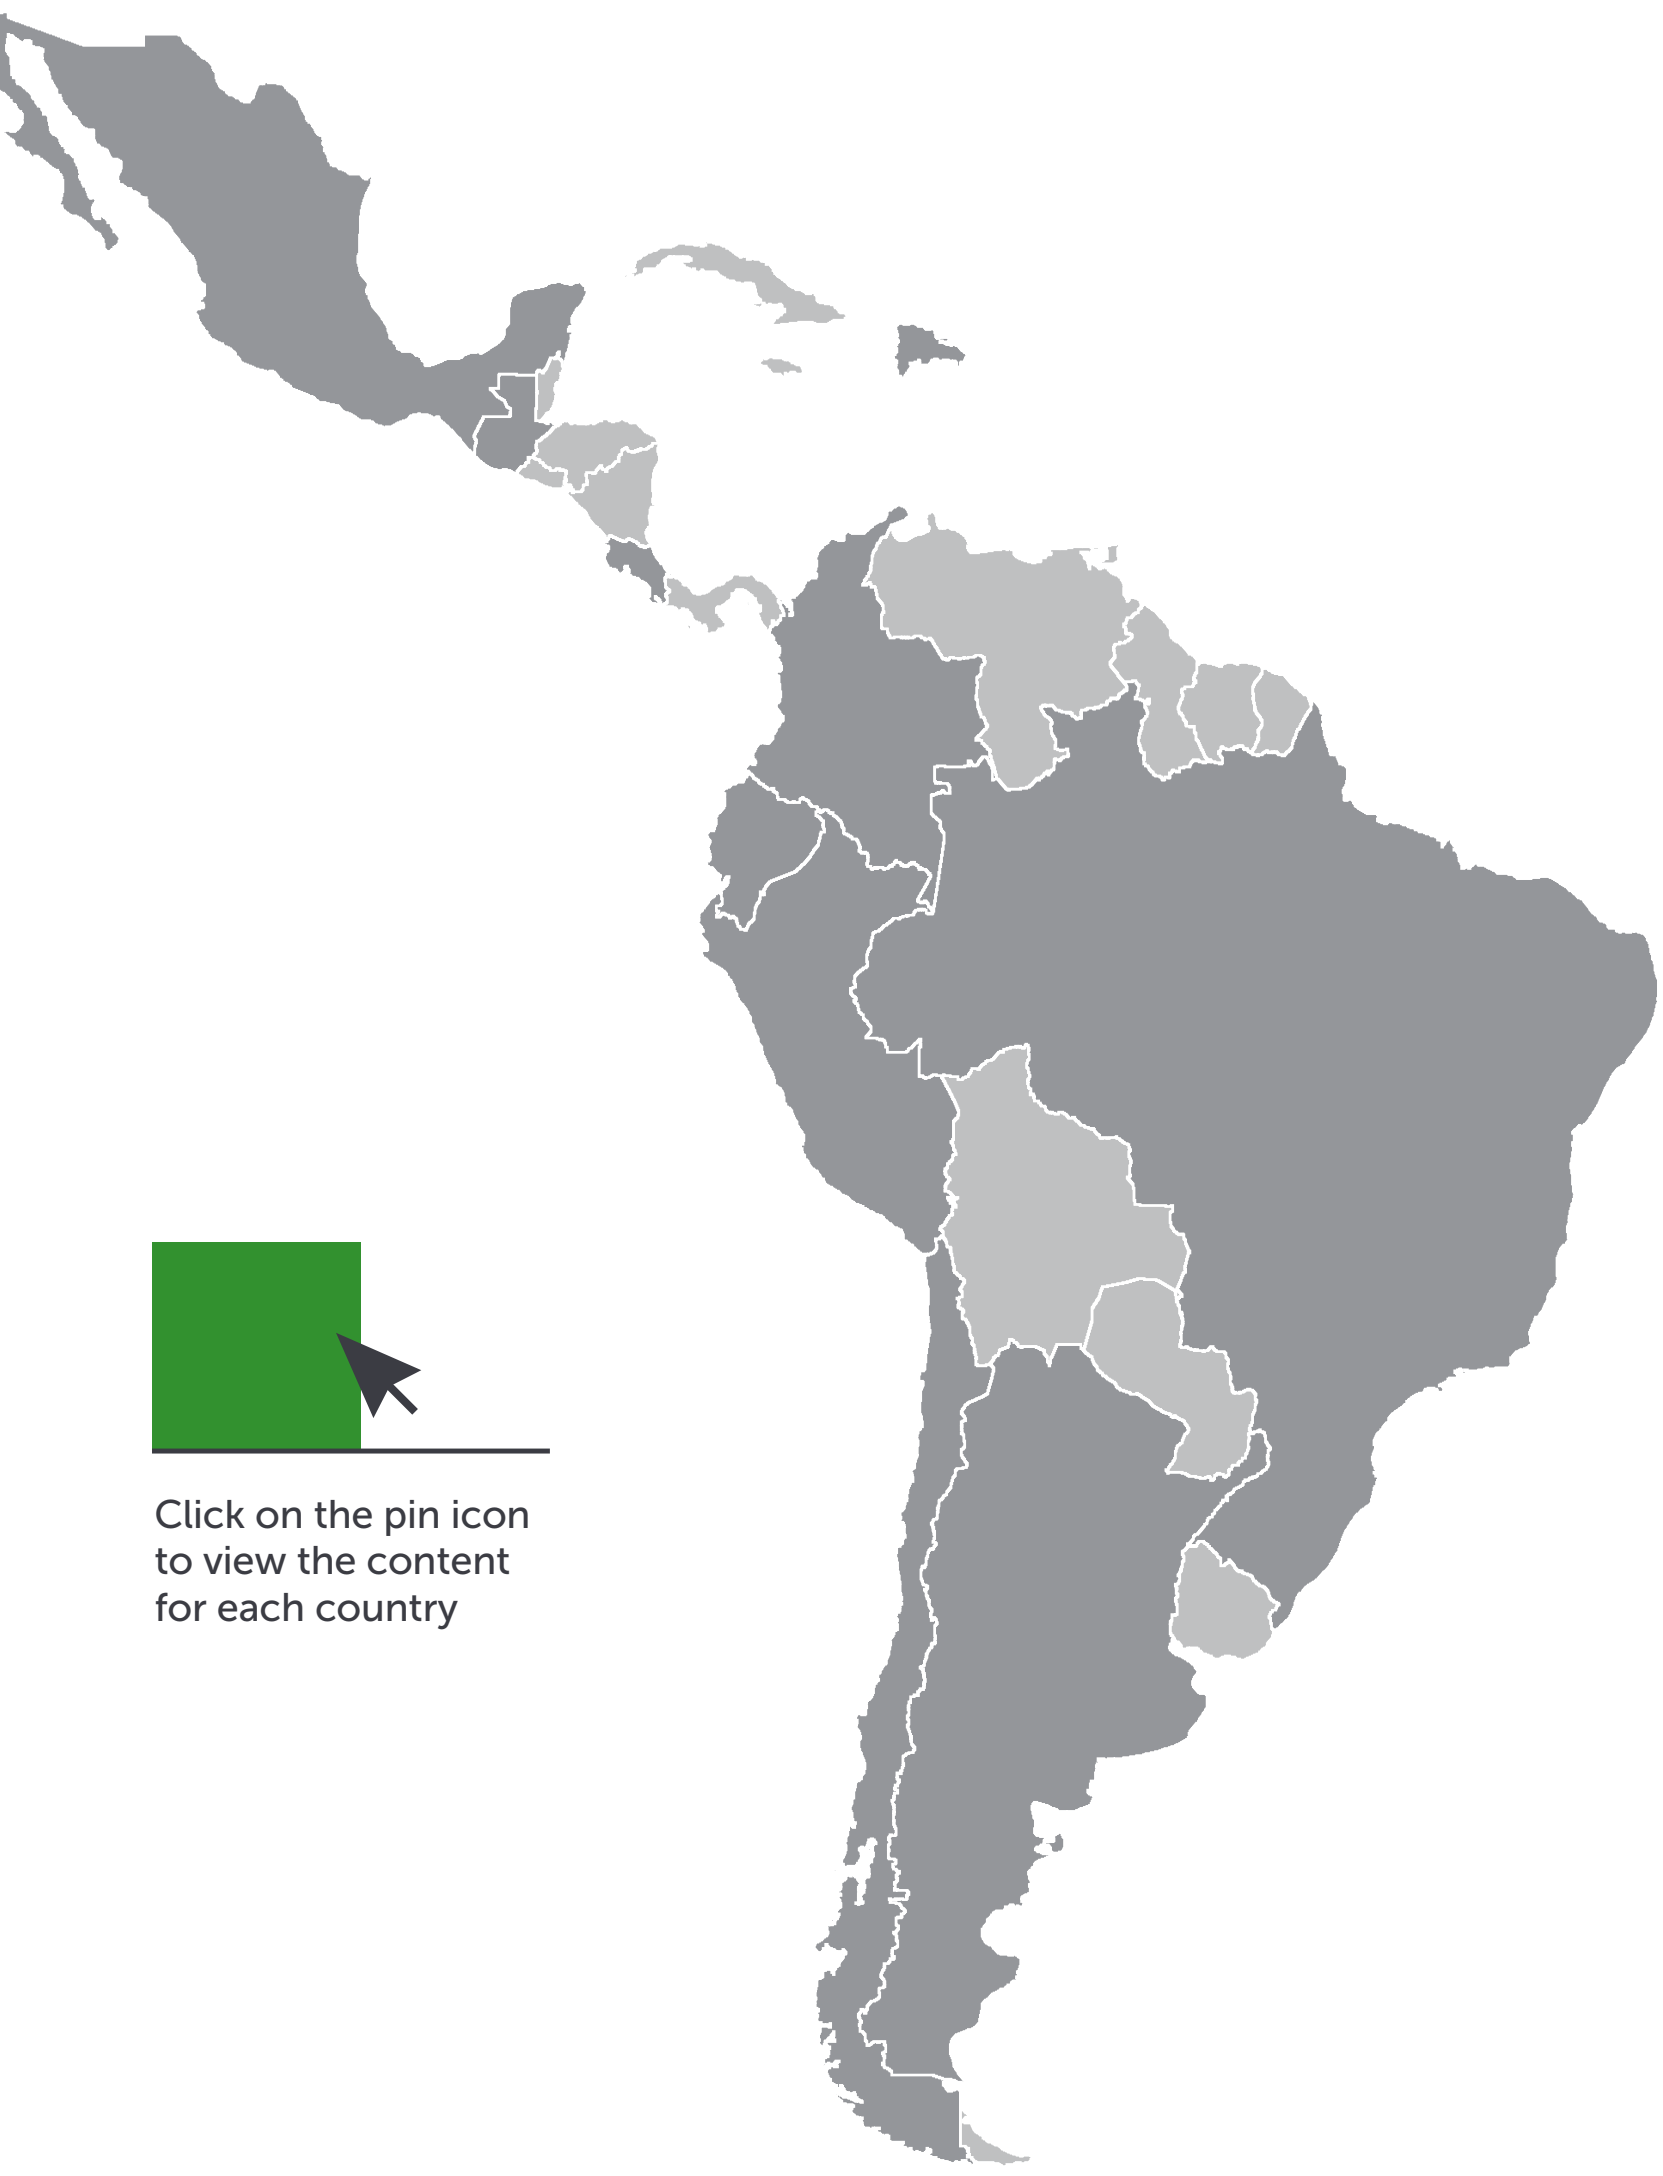 Click on the pin icon
to view the content
for each country